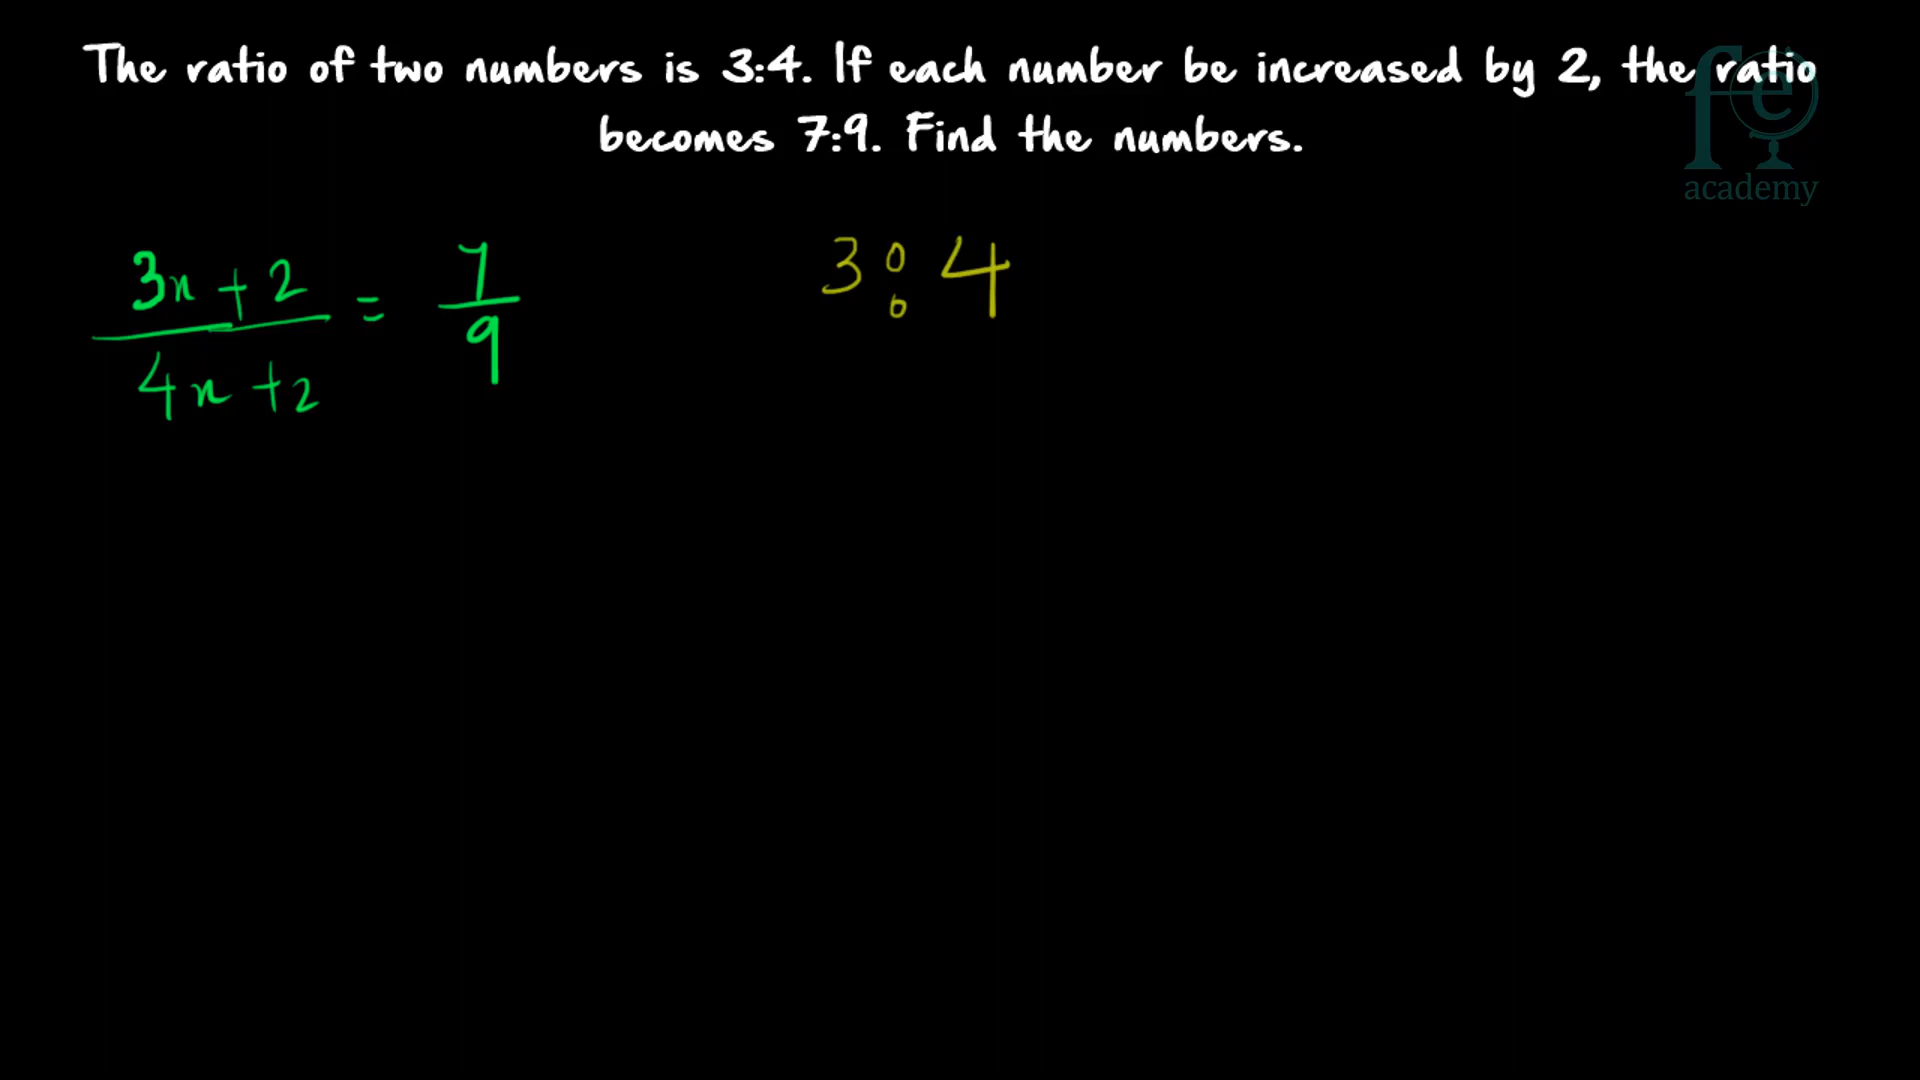 The ratio of two numbers is 3:4. If each number be increased by 2, the ratio
becomes 7:9. Find the numbers.
fe
academy
3x + 2 / 4x + 2 = 7 / 9
3 : 4